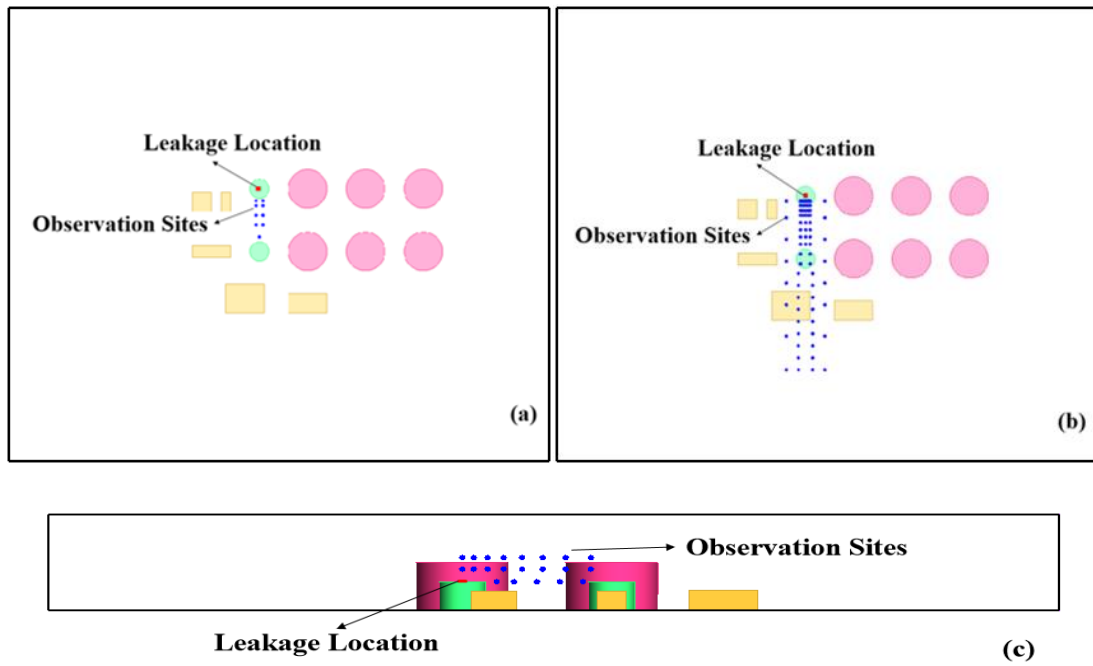 Leakage Location
Observation Sites
(a)
Leakage Location
Observation Sites
(b)
Observation Sites
Leakage Location
(c)